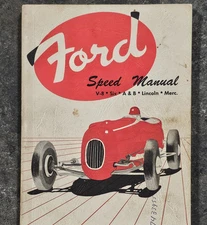 Ford
Speed Manual
V-8 • Six • A & B • Lincoln • Merc.